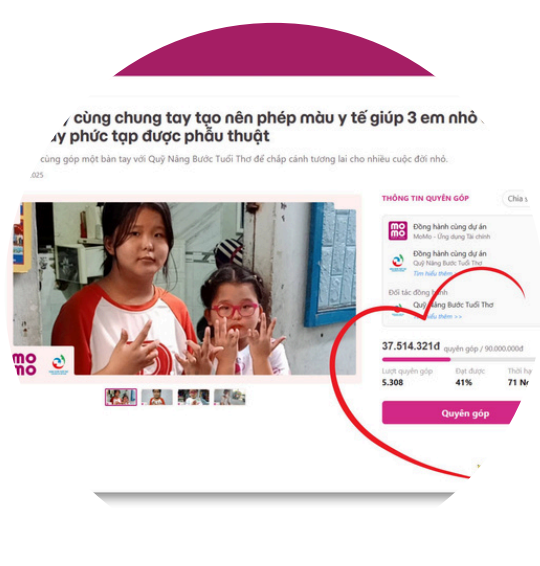 cùng chung tay tạo nên phép màu y tế giúp 3 em nhỏ
phức tạp được phẫu thuật
cùng góp một bàn tay với Quỹ Nâng Bước Tuổi Thơ để chắp cánh tương lai cho nhiều cuộc đời nhỏ.
THÔNG TIN QUYÊN GÓP
Chia
mo
mo
Đồng hành cùng dự án
MoMo - Ứng dụng Tài chính
Đồng hành cùng dự án
Quỹ Nâng Bước Tuổi Thơ
Tìm hiểu thêm
Đối tác đồng hành
Quỹ Nâng Bước Tuổi Thơ
thêm >>
37.514.321đ quyên góp / 90.000.000đ
Lượt quyên góp
5.308
Đạt được
41%
Thời
71
Quyên góp
mo
mo